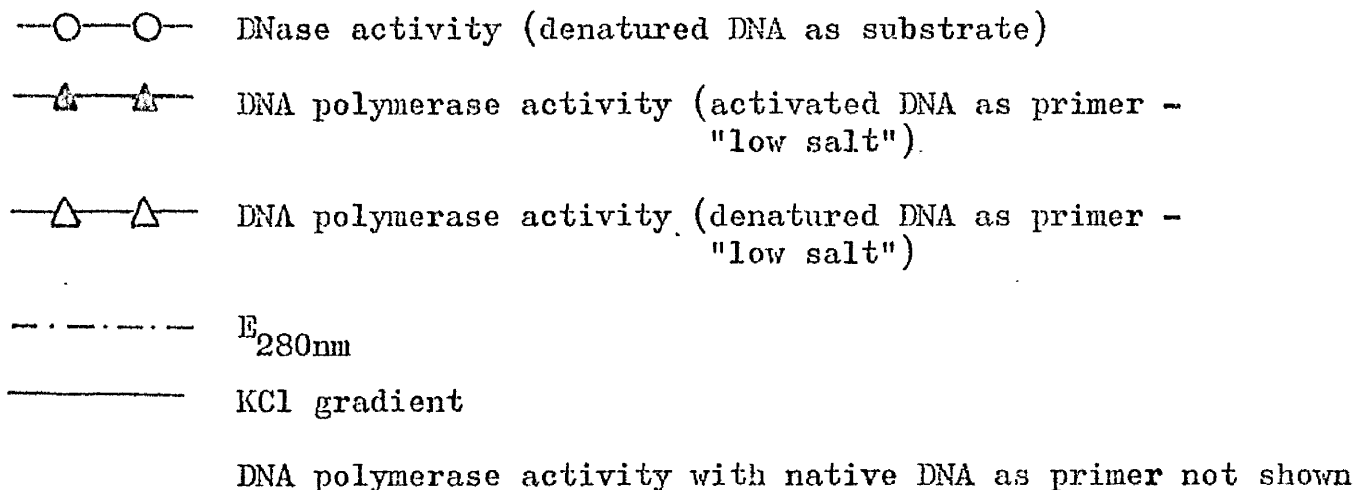 DNase activity (denatured DNA as substrate)
DNA polymerase activity (activated DNA as primer -
"low salt")
DNA polymerase activity (denatured DNA as primer -
"low salt")
E280nm
KCl gradient
DNA polymerase activity with native DNA as primer not shown